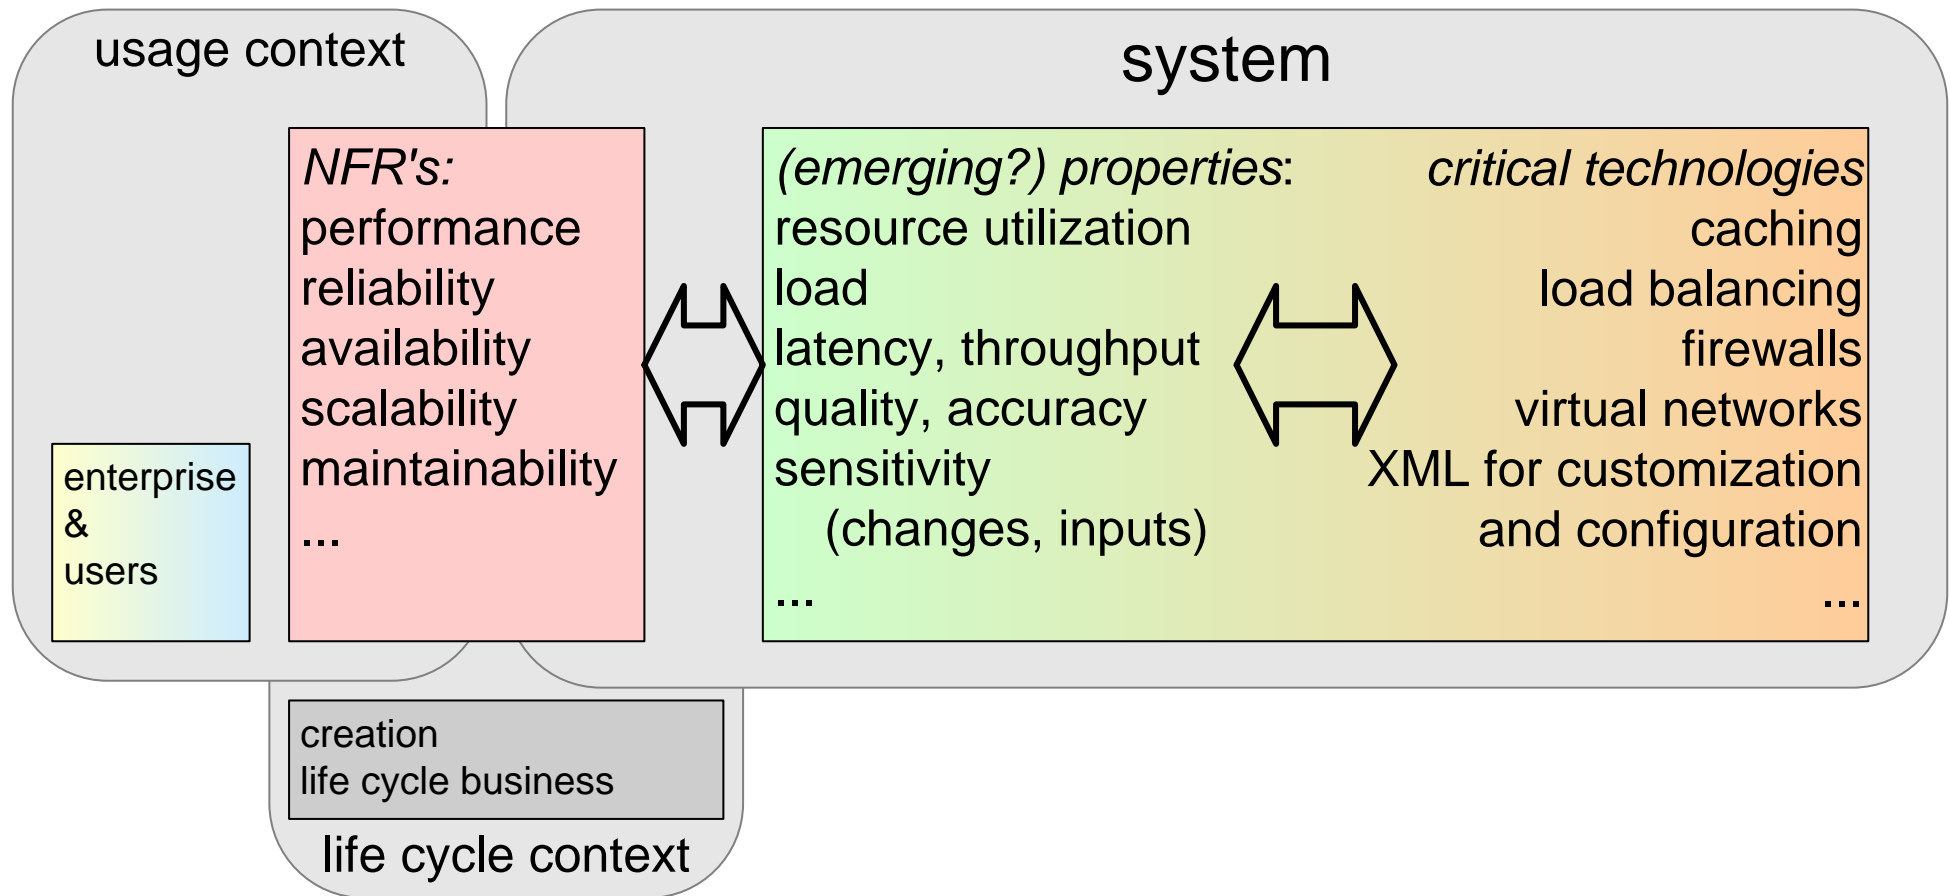 usage context
system
NFR's:
performance
reliability
availability
scalability
maintainability
...
(emerging?) properties:
resource utilization
load
latency, throughput
quality, accuracy
sensitivity
(changes, inputs)
...
critical technologies
caching
load balancing
firewalls
virtual networks
XML for customization
and configuration
...
enterprise
&
users
creation
life cycle business
life cycle context